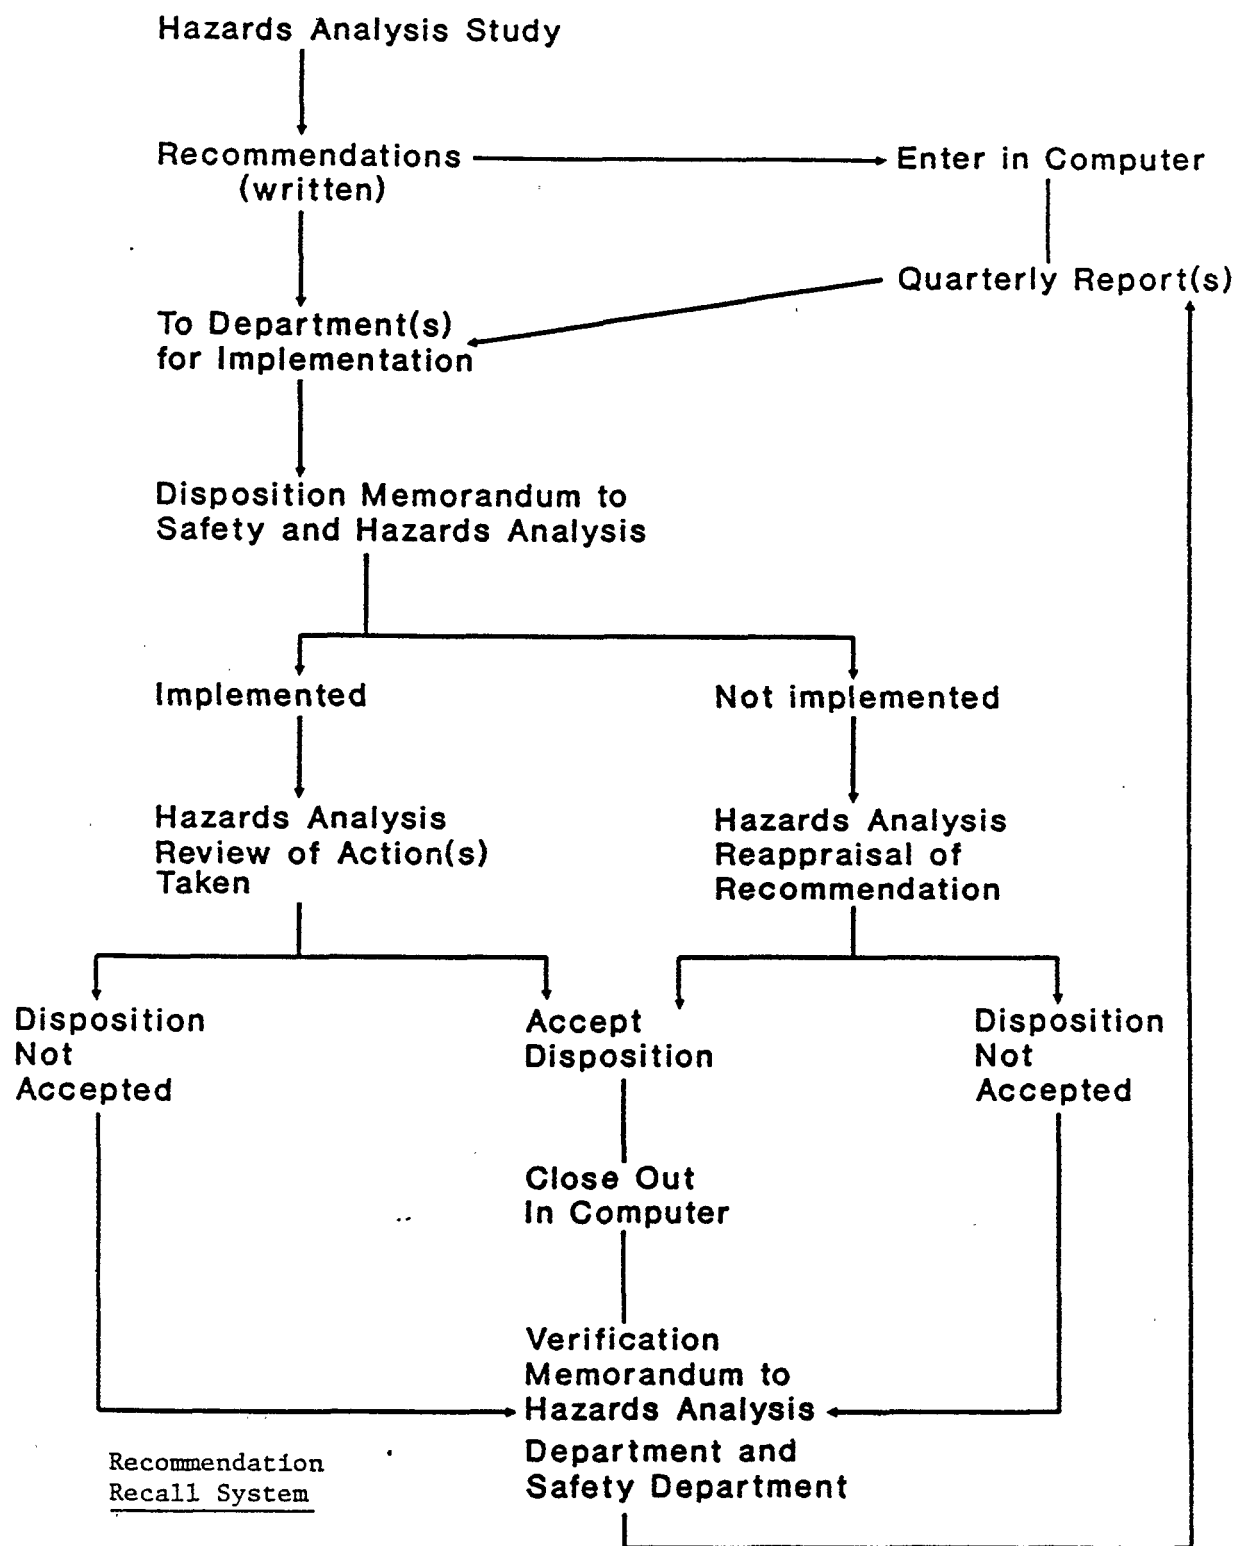 Hazards Analysis Study
Recommendations
(written)
Enter in Computer
Quarterly Report(s)
To Department(s)
for Implementation
Disposition Memorandum to
Safety and Hazards Analysis
Implemented
Not implemented
Hazards Analysis
Review of Action(s)
Taken
Hazards Analysis
Reappraisal of
Recommendation
Disposition
Not
Accepted
Accept
Disposition
Disposition
Not
Accepted
Close Out
In Computer
Verification
Memorandum to
Hazards Analysis
Department and
Safety Department
Recommendation
Recall System